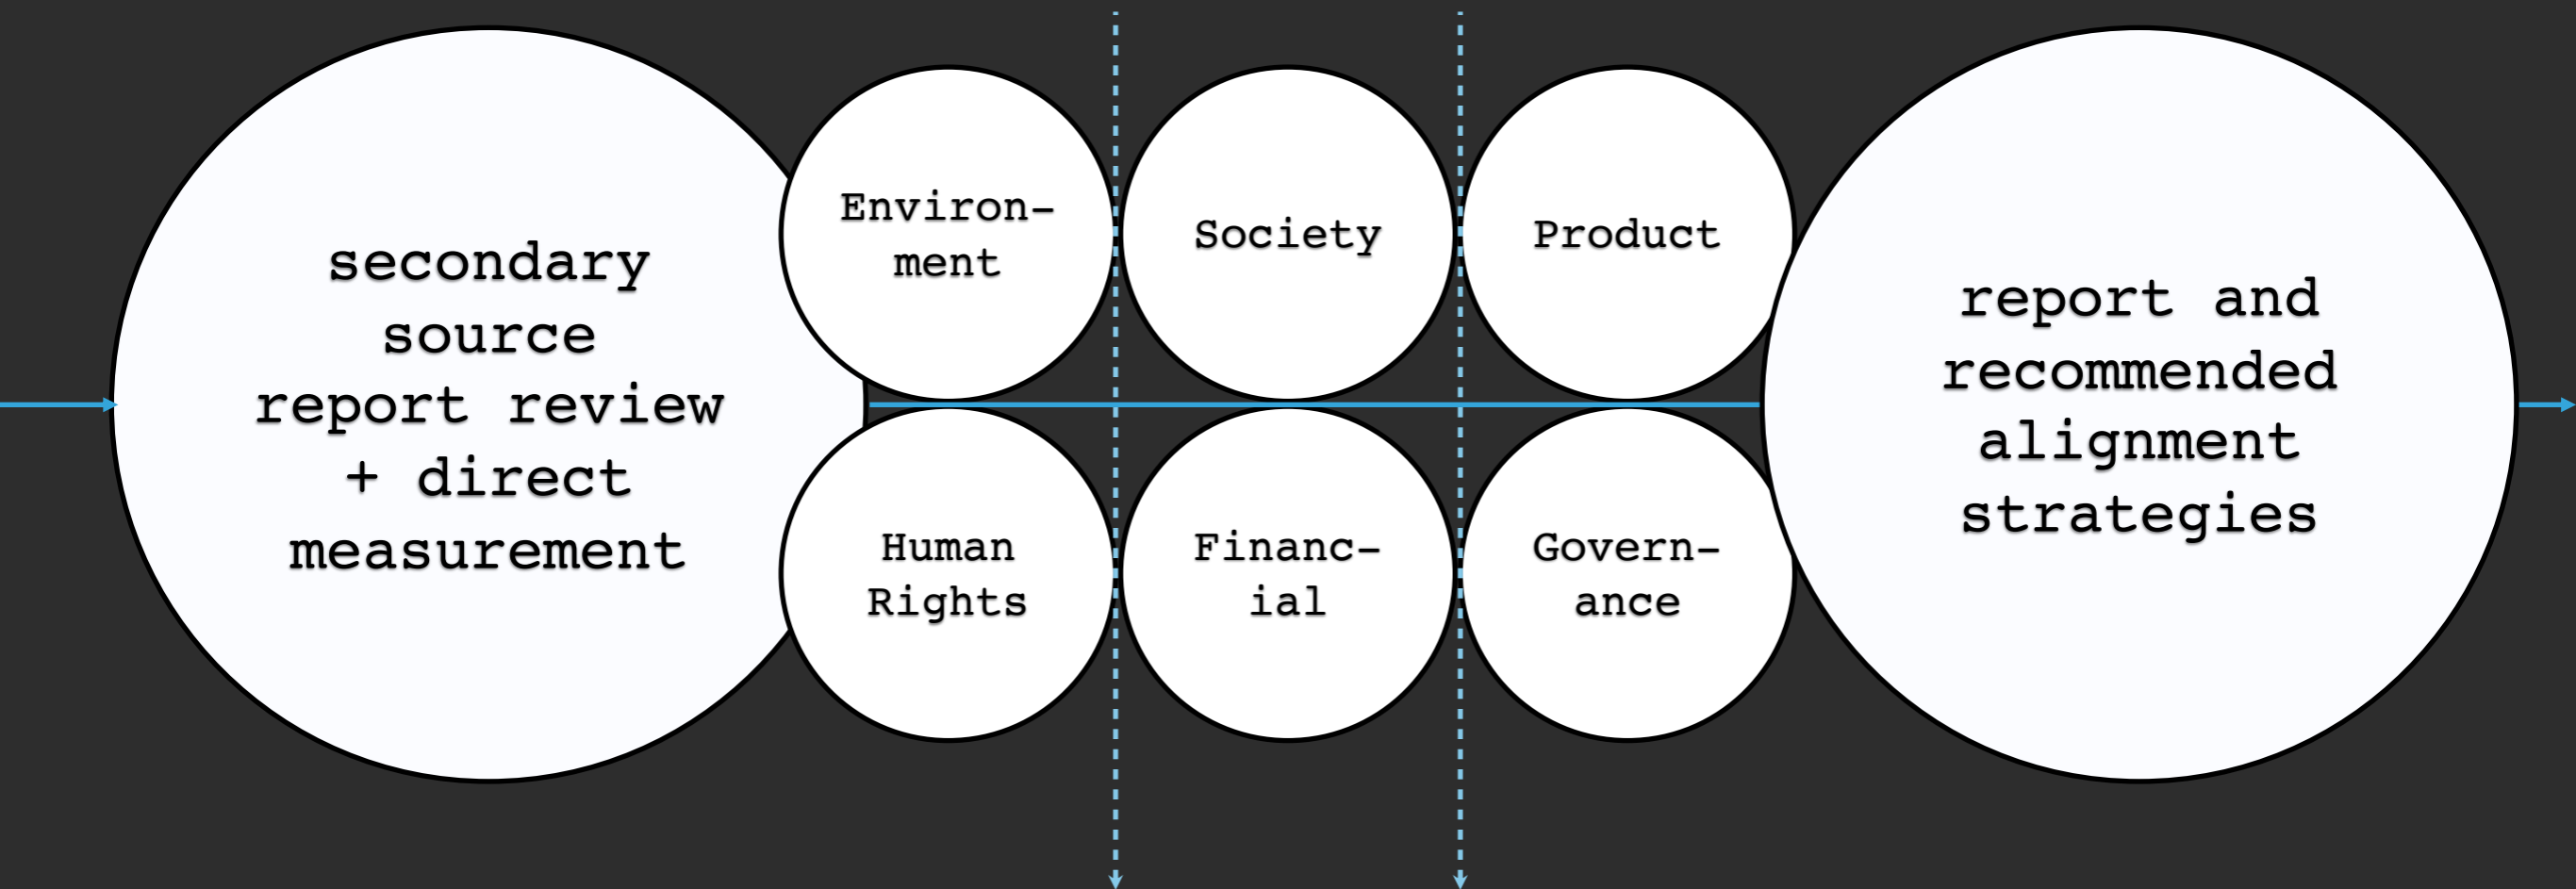 secondary
source
report review
+ direct
measurement
Environ-
ment
Society
Product
Human
Rights
Financ-
ial
Govern-
ance
report and
recommended
alignment
strategies